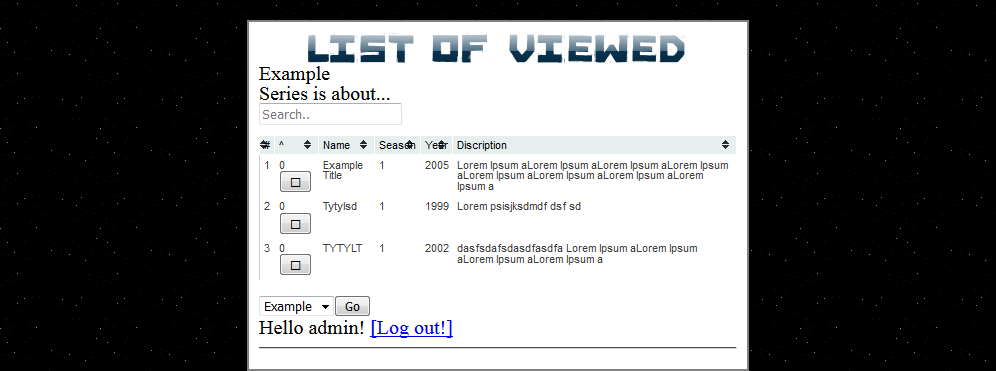 LIST OF VIEWED
Example
Series is about...
Search..
# ^ Name Season Year Discription
1 0 Example Title 1 2005 Lorem Ipsum aLorem Ipsum aLorem Ipsum aLorem Ipsum
aLorem Ipsum aLorem Ipsum aLorem Ipsum aLorem
Ipsum a
2 0 Tytylsd 1 1999 Lorem psisjksdmdf dsf sd
3 0 TYTYLT 1 2002 dasfsdafsdasdfasdfa Lorem Ipsum aLorem Ipsum
aLorem Ipsum aLorem Ipsum a
Example Go
Hello admin! [Log out!]